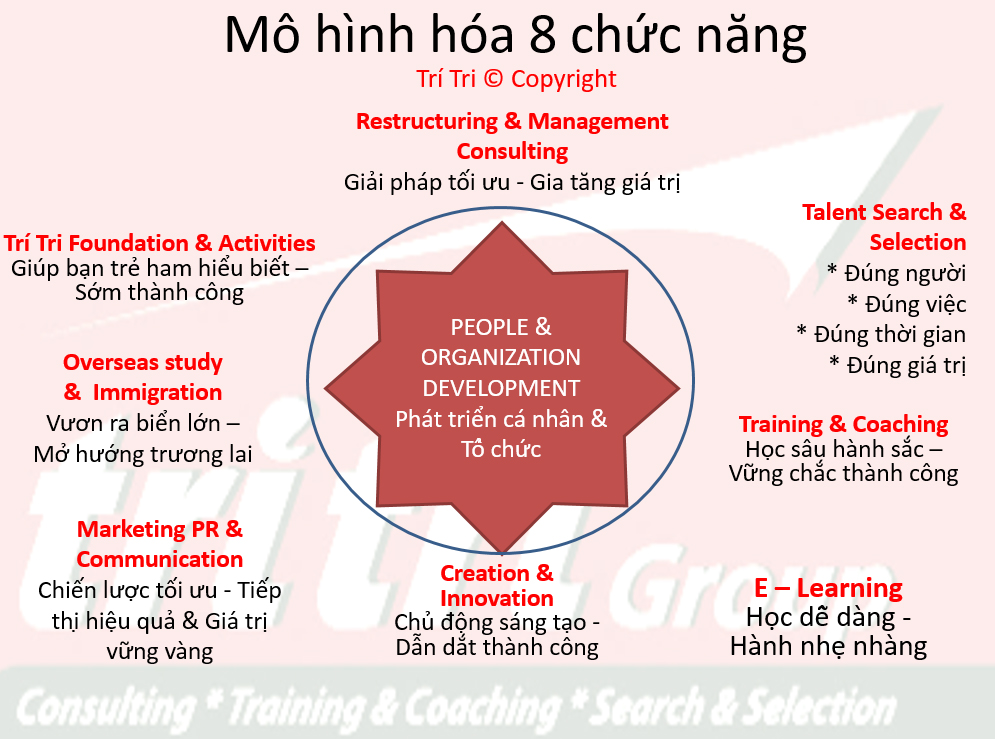 Mô hình hóa 8 chức năng
Trí Tri © Copyright
Restructuring & Management
Consulting
Giải pháp tối ưu - Gia tăng giá trị
Talent Search &
Selection
* Đúng người
* Đúng việc
* Đúng thời gian
* Đúng giá trị
Training & Coaching
Học sâu hành sắc –
Vững chắc thành công
E – Learning
Học dễ dàng -
Hành nhẹ nhàng
Creation &
Innovation
Chủ động sáng tạo -
Dẫn dắt thành công
Marketing PR &
Communication
Chiến lược tối ưu - Tiếp
thị hiệu quả & Giá trị
vững vàng
Overseas study
& Immigration
Vươn ra biển lớn –
Mở hướng trương lai
Trí Tri Foundation & Activities
Giúp bạn trẻ ham hiểu biết –
Sớm thành công
PEOPLE &
ORGANIZATION
DEVELOPMENT
Phát triển cá nhân &
Tổ chức
tri tri Group
Consulting * Training & Coaching * Search & Selection